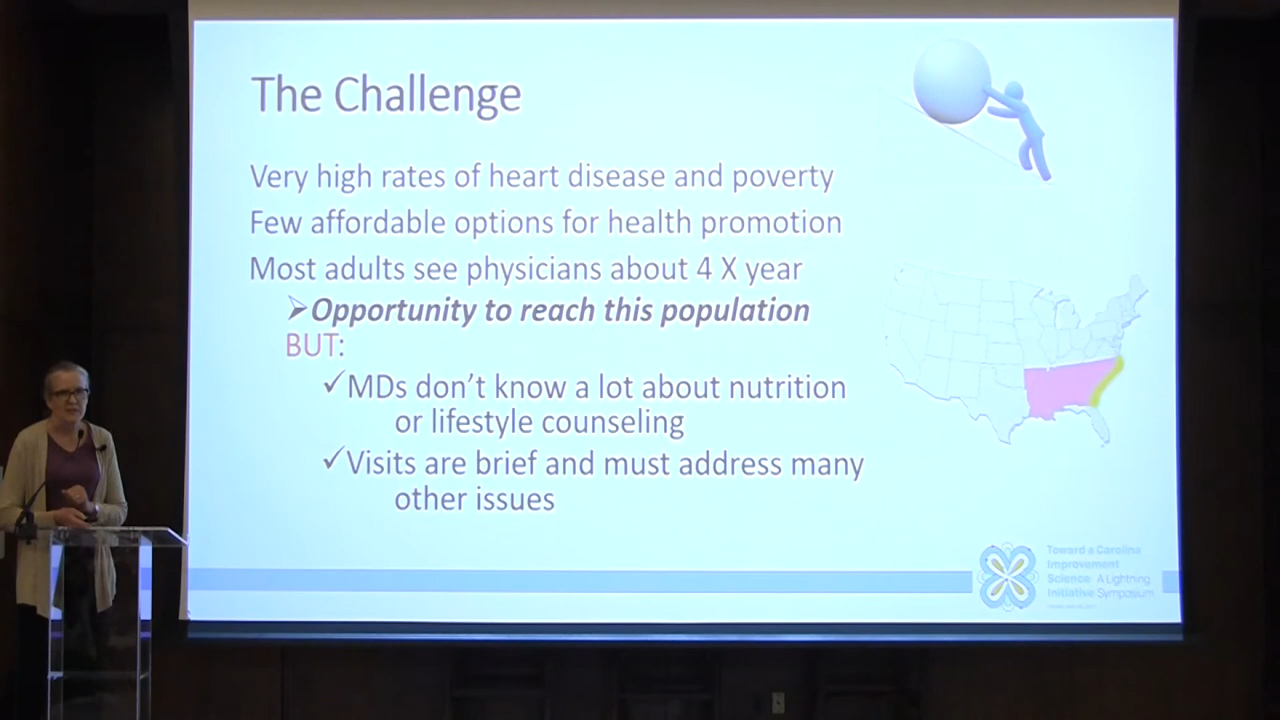 The Challenge
Very high rates of heart disease and poverty
Few affordable options for health promotion
Most adults see physicians about 4 X year
➢Opportunity to reach this population
BUT:
✓MDs don't know a lot about nutrition
or lifestyle counseling
✓Visits are brief and must address many
other issues
Toward a Carolina
Improvement
Science A Lightning
Initiative Symposium